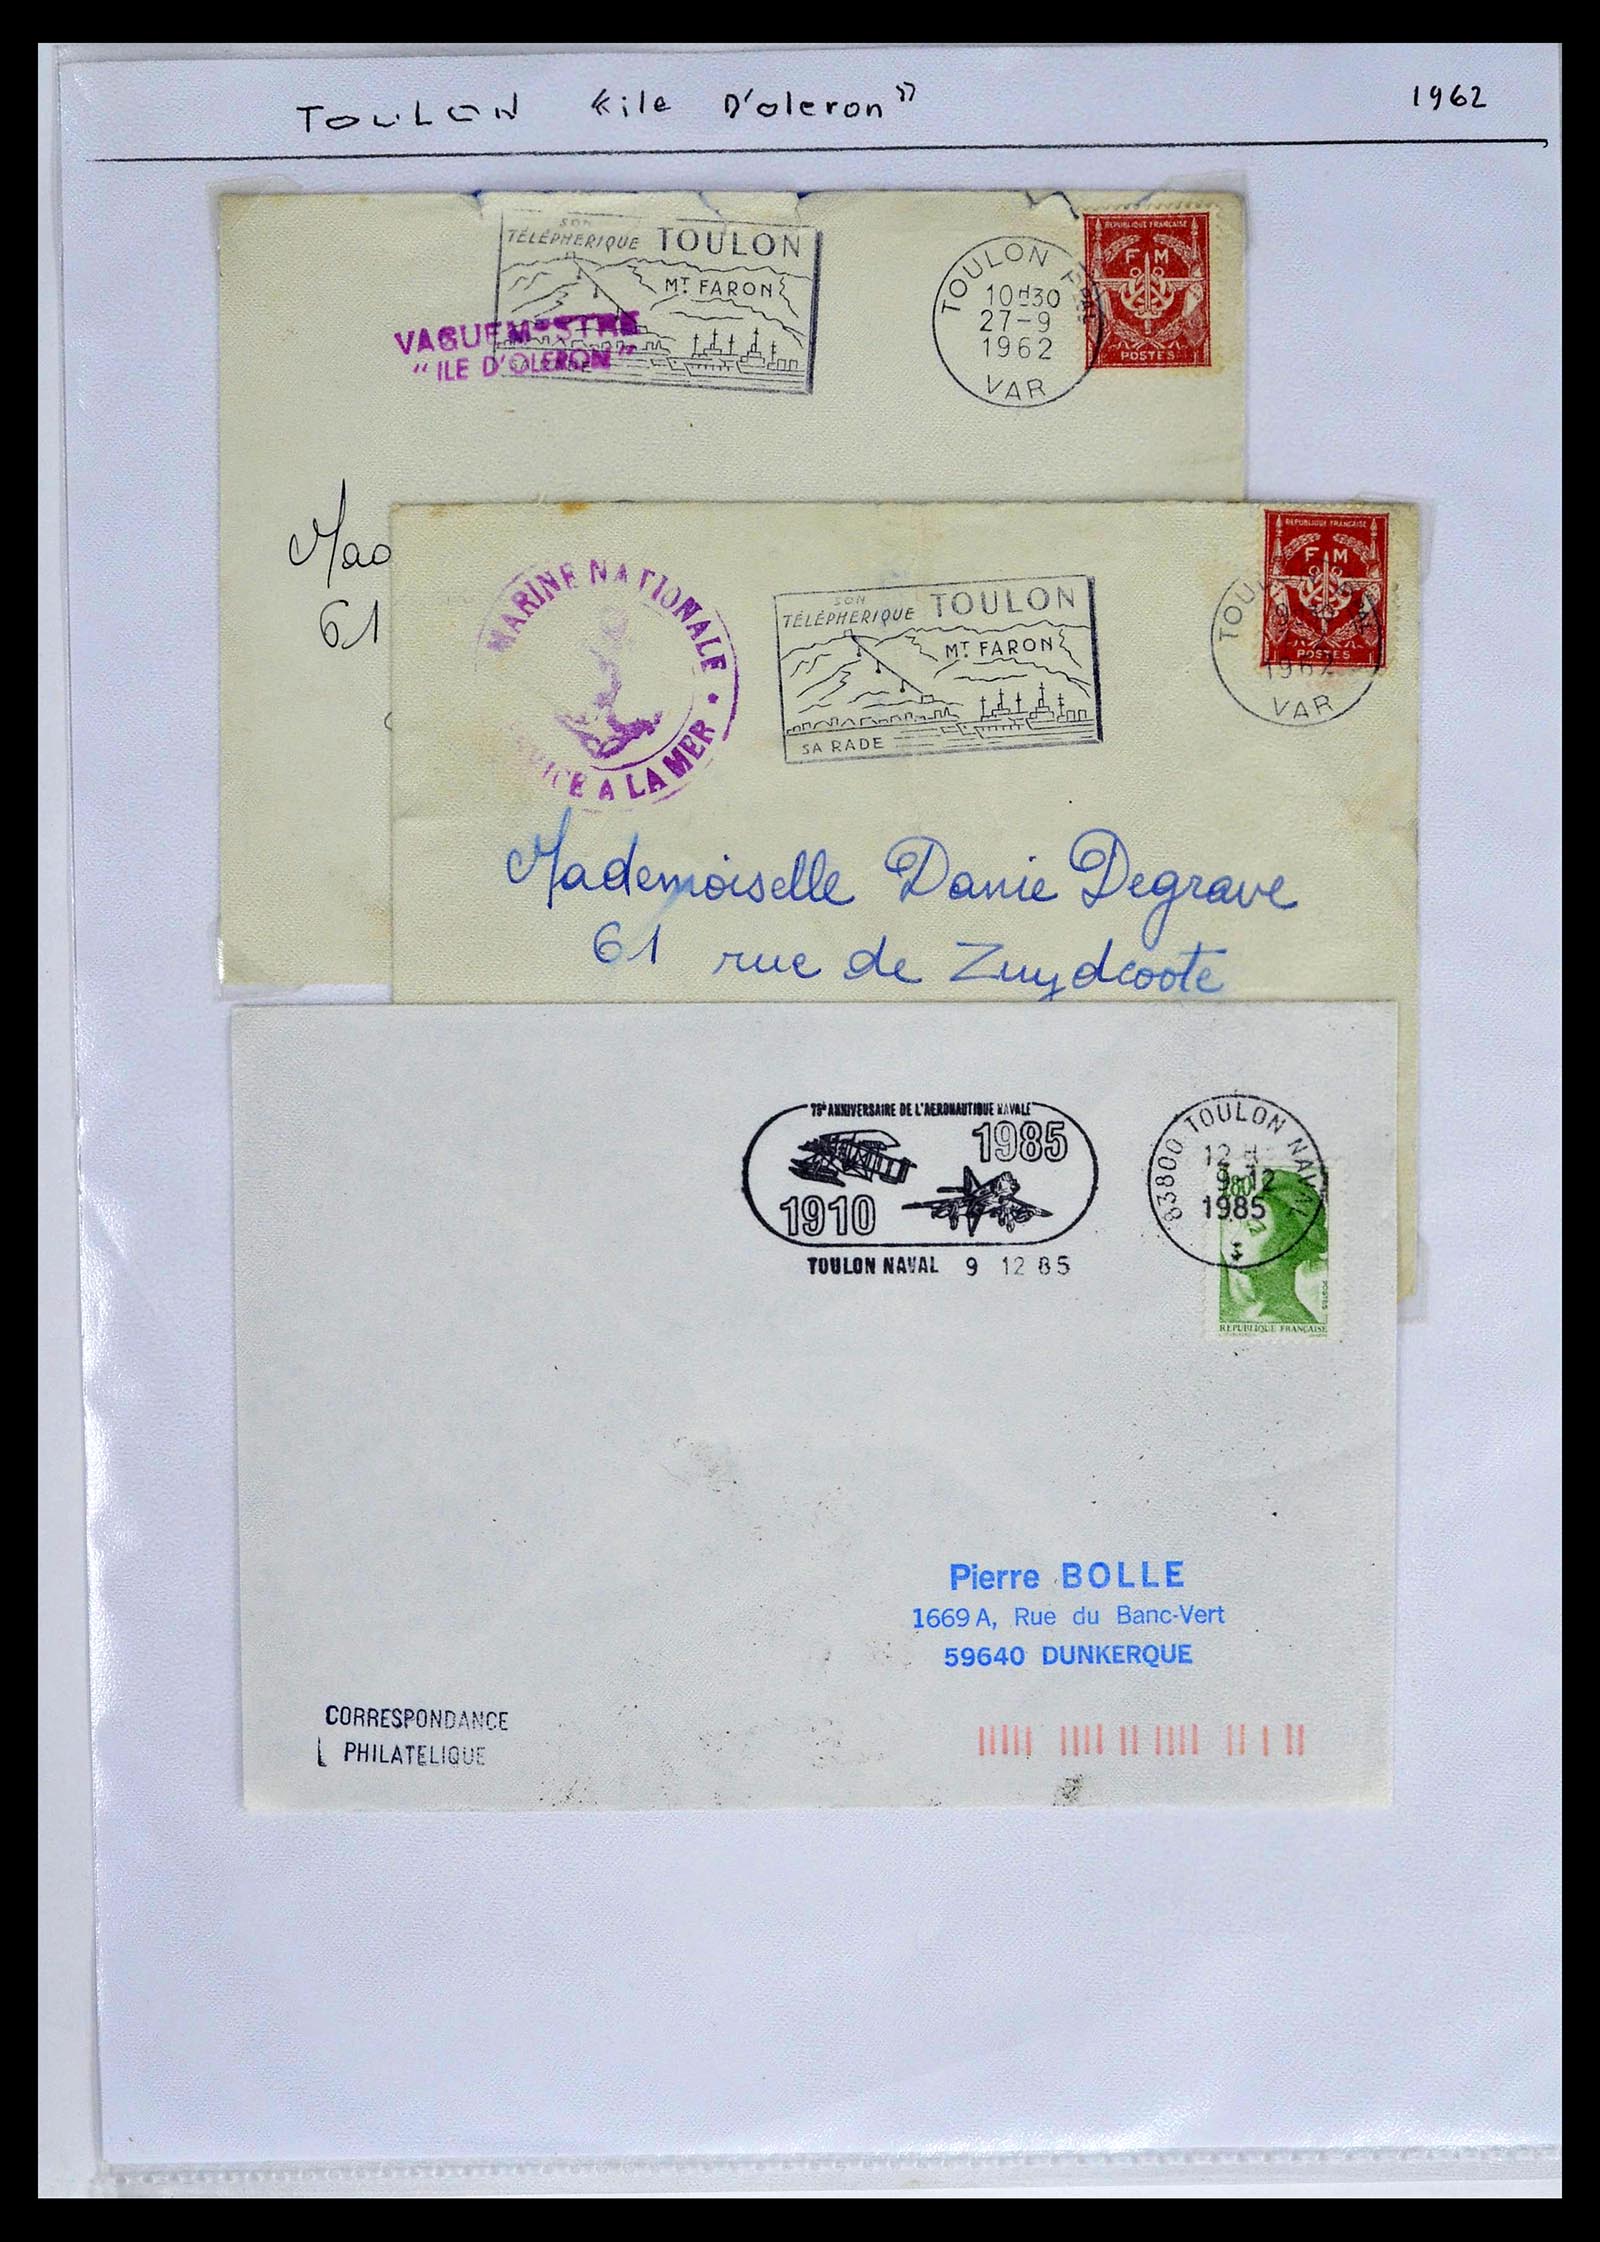 TOULON «ile D'oleron»
1962
SON
TÉLÉPHERIQUE TOULON
MT. FARON
VAGUEMESTRE
"ILE D'OLERON"
TOULON
10H30
27-9
1962
VAR
REPUBLIQUE FRANÇAISE
F M
POSTES
61
MARINE NATIONALE
A LA MER
SON
TÉLÉPHERIQUE TOULON
MT. FARON
SA RADE
REPUBLIQUE FRANÇAISE
F M
POSTES
1962
VAR
Mademoiselle Danie Degrave
61 rue de Zuydcoote
75e ANNIVERSAIRE DE L'AERONAUTIQUE NAVALE
1985
1910
TOULON NAVAL 9 12 85
83800 TOULON NAVAL
12 H
9-12
1985
POSTES
REPUBLIQUE FRANÇAISE
Pierre BOLLE
1669 A, Rue du Banc-Vert
59640 DUNKERQUE
CORRESPONDANCE
PHILATELIQUE